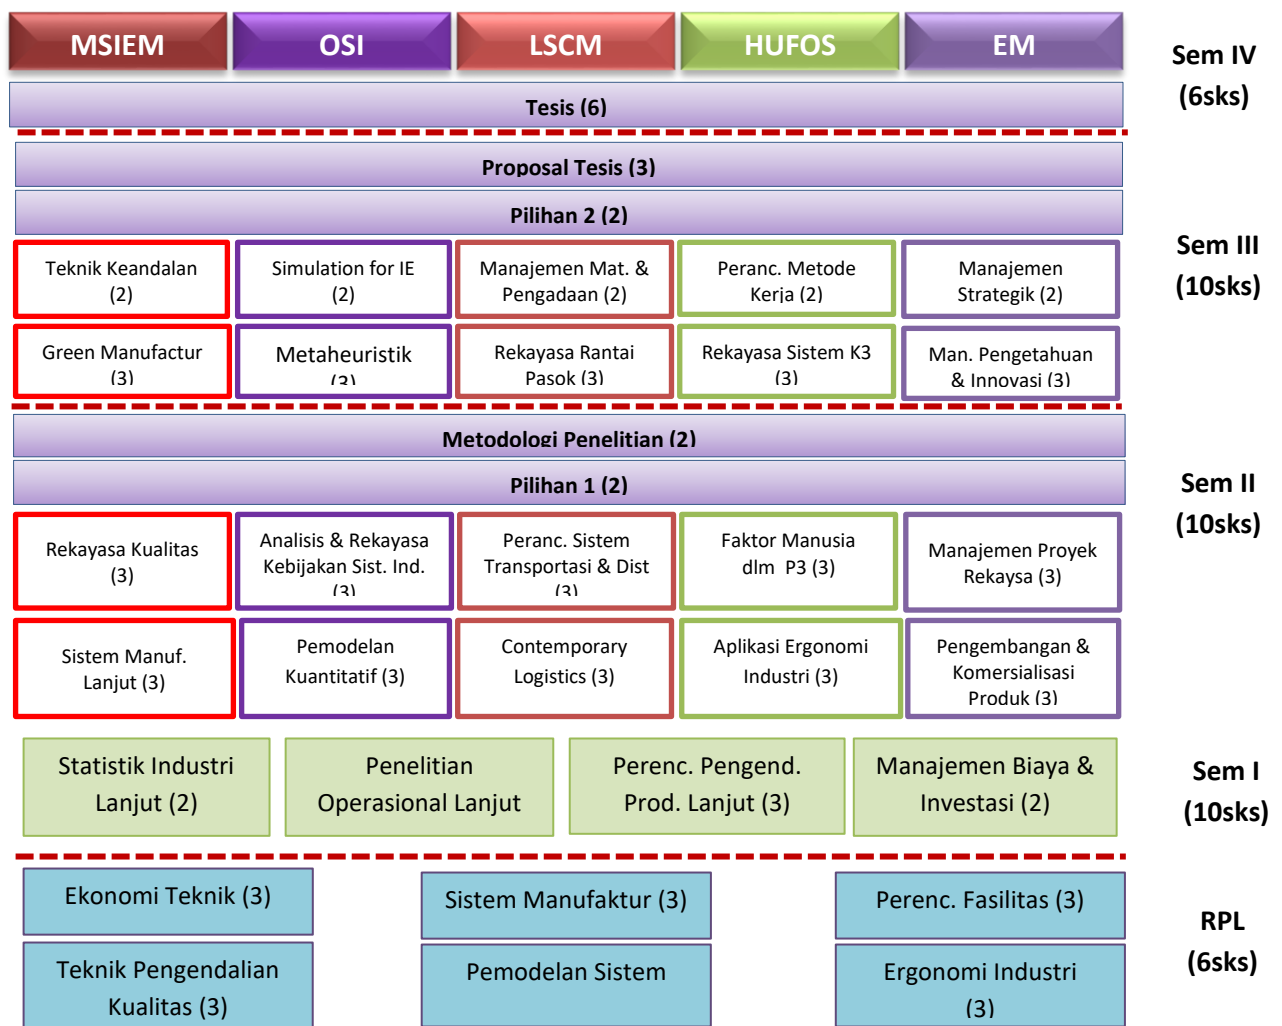 MSIEM
OSI
LSCM
HUFOS
EM
Sem IV
(6sks)
Tesis (6)
Proposal Tesis (3)
Pilihan 2 (2)
Teknik Keandalan
(2)
Simulation for IE
(2)
Manajemen Mat. &
Pengadaan (2)
Peranc. Metode
Kerja (2)
Manajemen
Strategik (2)
Sem III
(10sks)
Green Manufactur
(3)
Metaheuristik
(3)
Rekayasa Rantai
Pasok (3)
Rekayasa Sistem K3
(3)
Man. Pengetahuan
& Innovasi (3)
Metodologi Penelitian (2)
Pilihan 1 (2)
Sem II
(10sks)
Rekayasa Kualitas
(3)
Analisis & Rekayasa
Kebijakan Sist. Ind.
(3)
Peranc. Sistem
Transportasi & Dist
(3)
Faktor Manusia
dlm P3 (3)
Manajemen Proyek
Rekaysa (3)
Sistem Manuf.
Lanjut (3)
Pemodelan
Kuantitatif (3)
Contemporary
Logistics (3)
Aplikasi Ergonomi
Industri (3)
Pengembangan &
Komersialisasi
Produk (3)
Statistik Industri
Lanjut (2)
Penelitian
Operasional Lanjut
Perenc. Pengend.
Prod. Lanjut (3)
Manajemen Biaya &
Investasi (2)
Sem I
(10sks)
Ekonomi Teknik (3)
Sistem Manufaktur (3)
Perenc. Fasilitas (3)
RPL
(6sks)
Teknik Pengendalian
Kualitas (3)
Pemodelan Sistem
Ergonomi Industri
(3)